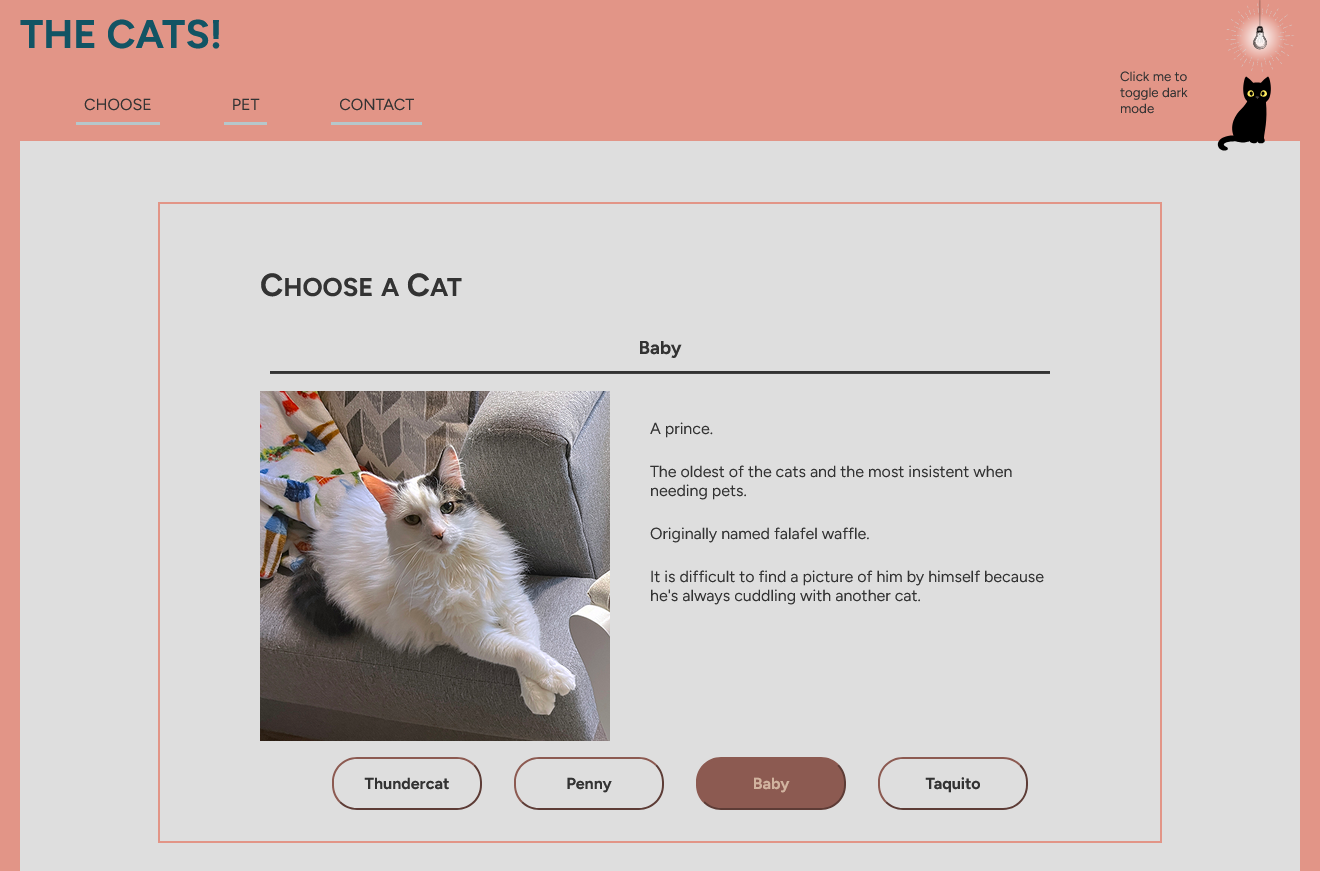 THE CATS!
Click me to
toggle dark
mode
CHOOSE PET CONTACT
CHOOSE A CAT
Baby
A prince.
The oldest of the cats and the most insistent when
needing pets.
Originally named falafel waffle.
It is difficult to find a picture of him by himself because
he's always cuddling with another cat.
Thundercat Penny Baby Taquito